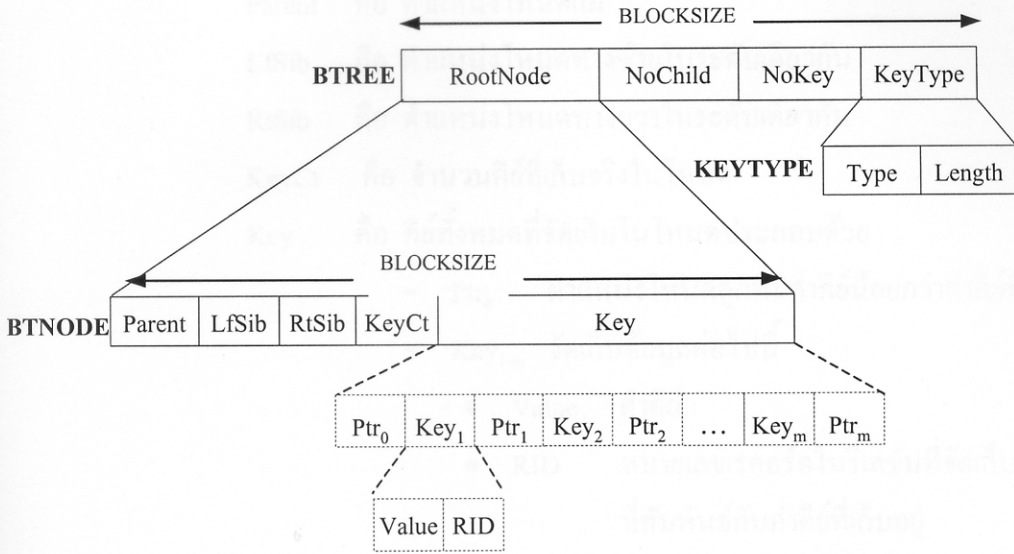 BLOCKSIZE
BTREE RootNode NoChild NoKey KeyType
KEYTYPE Type Length
BLOCKSIZE
BTNODE Parent LfSib RtSib KeyCt Key
Ptr0 Key1 Ptr1 Key2 Ptr2 ... Keym Ptrm
Value RID